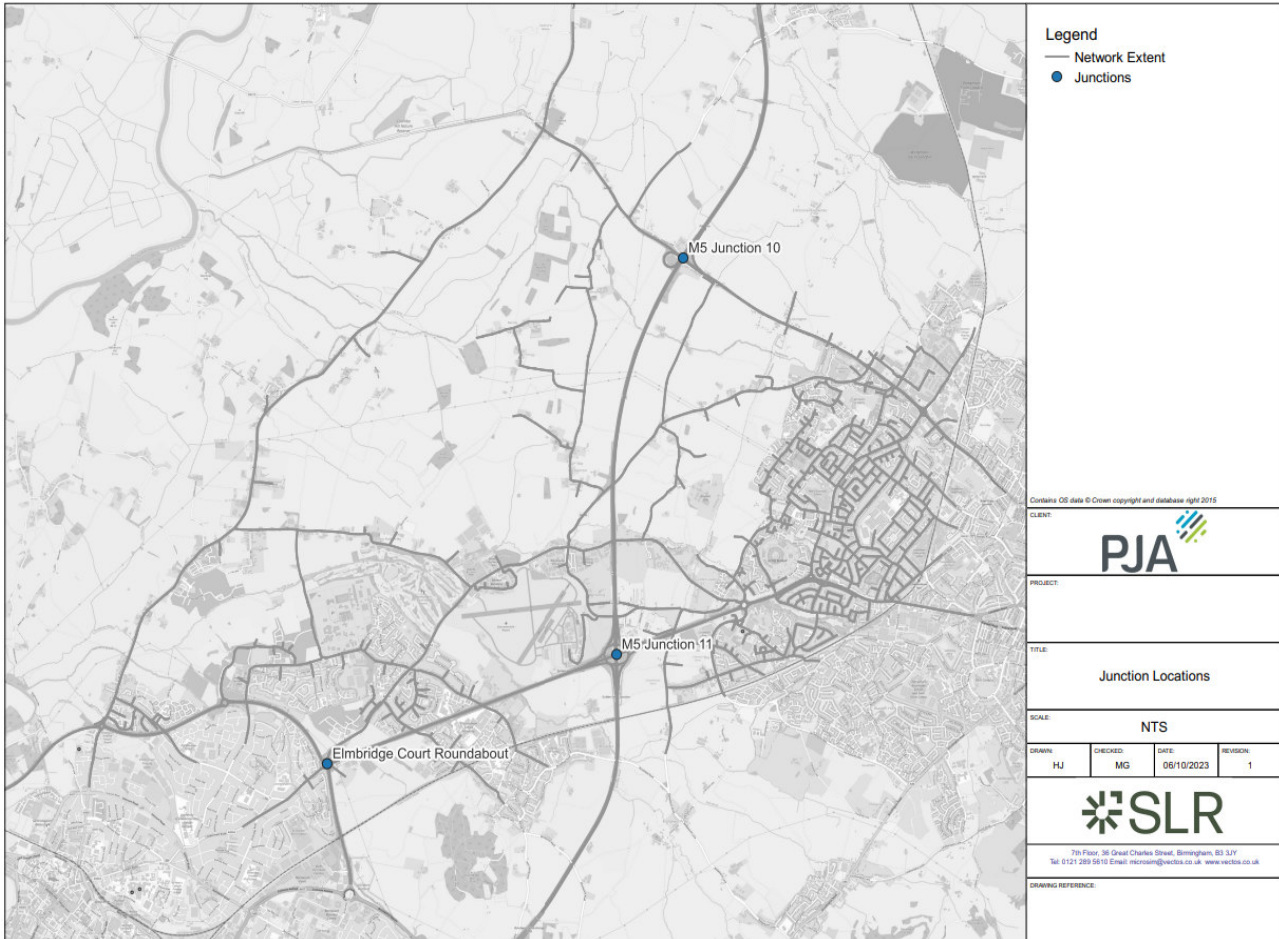 M5 Junction 10
M5 Junction 11
Elmbridge Court Roundabout
Legend
Network Extent
Junctions
Contains OS data © Crown copyright and database right 2015
CLIENT:
PJA
PROJECT:
TITLE:
Junction Locations
SCALE:
NTS
DRAWN: CHECKED: DATE: REVISION:
HJ MG 06/10/2023 1
SLR
7th Floor, 36 Great Charles Street, Birmingham, B3 3JY
Tel: 0121 289 5610 Email: microsim@vectos.co.uk www.vectos.co.uk
DRAWING REFERENCE: